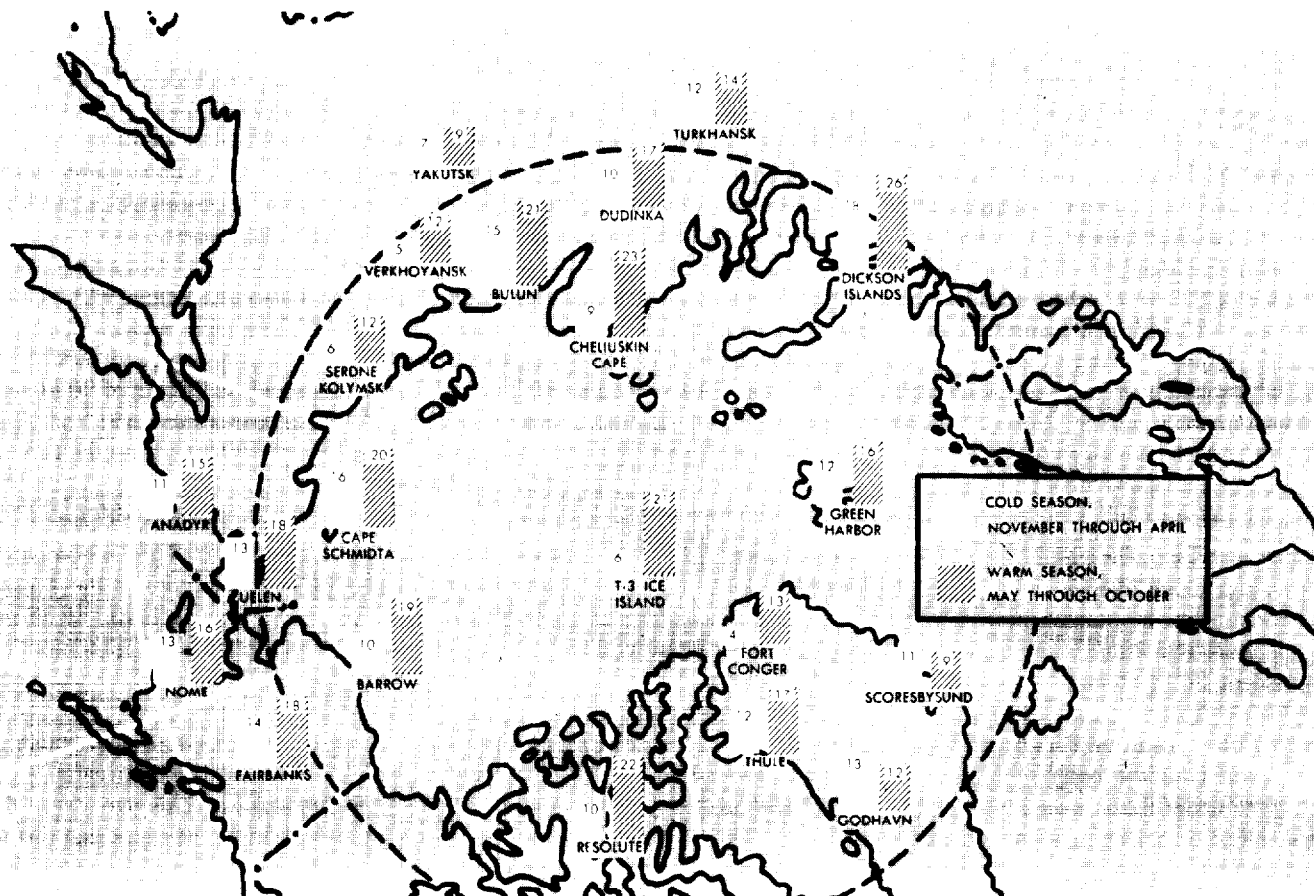 12 14
TURKHANSK
7 9
YAKUTSK
10 17
DUDINKA
26
DICKSON
ISLANDS
5 12
VERKHOYANSK
21
BULUN
9 23
CHELIUSKIN
CAPE
6 12
SERDNE
KOLYMSK
11 15
ANADYR
6 20
CAPE
SCHMIDTA
12 16
GREEN
HARBOR
COLD SEASON,
NOVEMBER THROUGH APRIL
WARM SEASON,
MAY THROUGH OCTOBER
13 18
UELEN
6
T-3 ICE
ISLAND
13 16
NOME
10 19
BARROW
4 13
FORT
CONGER
11 9
SCORESBYSUND
14 18
FAIRBANKS
17
THULE
10 22
RESOLUTE
13 12
GODHAVN